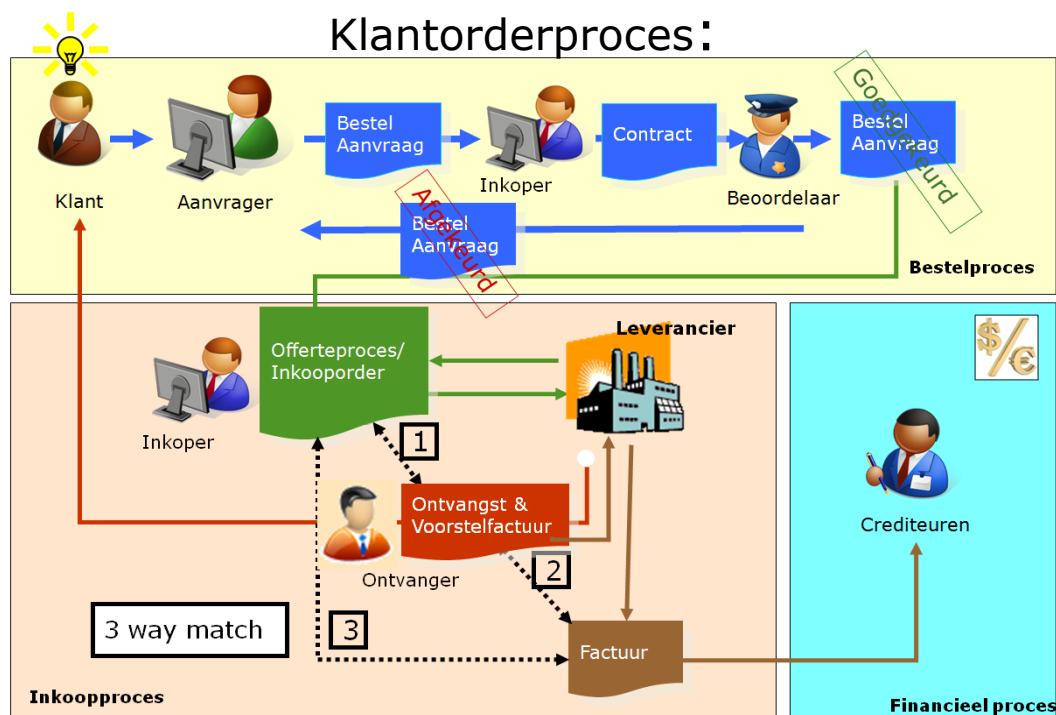 Klantorderproces:
Klant
Aanvrager
Bestel
Aanvraag
Inkoper
Contract
Beoordelaar
Bestel
Aanvraag
Goedgekeurd
Bestel
Aanvraag
Afgekeurd
Bestelproces
Offerteproces/
Inkooporder
Leverancier
$/€
Inkoper
1
Ontvangst &
Voorstelfactuur
Crediteuren
Ontvanger
2
3 way match
3
Factuur
Inkoopproces
Financieel proces